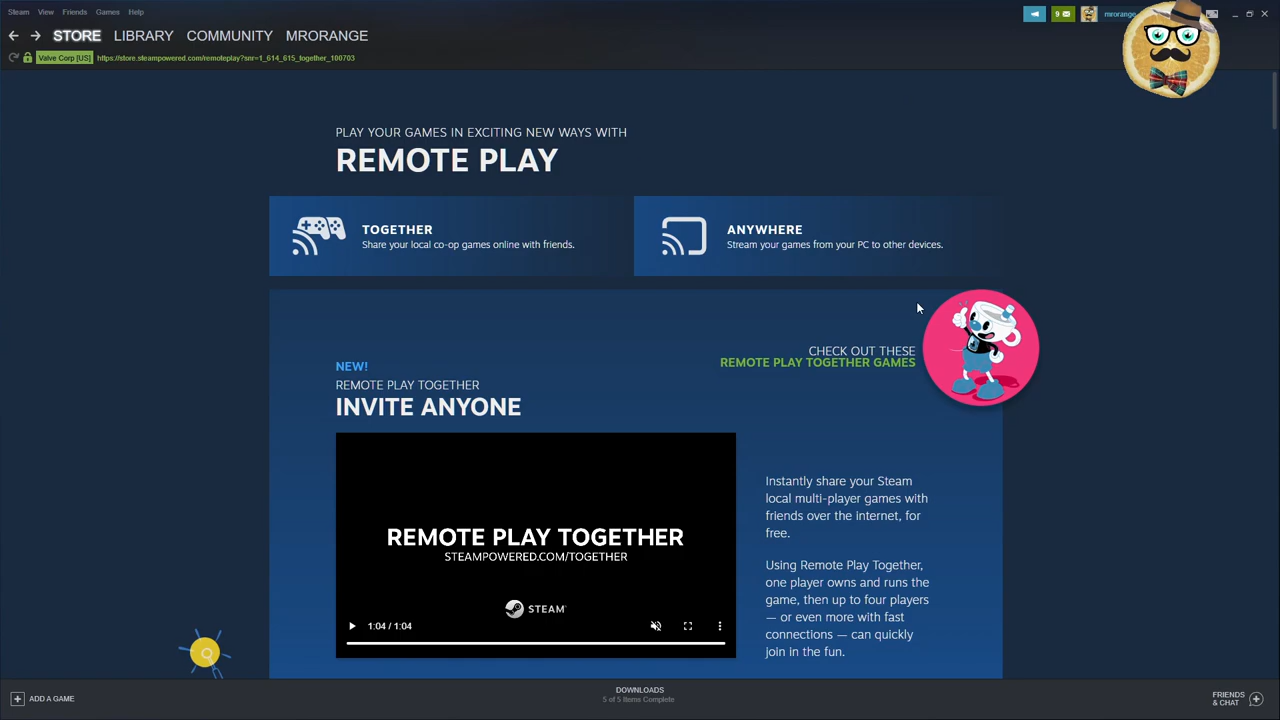 Steam View Friends Games Help
9 mrorange
STORE LIBRARY COMMUNITY MRORANGE
Valve Corp [US] https://store.steampowered.com/remoteplay?snr=1_614_615_together_100703
PLAY YOUR GAMES IN EXCITING NEW WAYS WITH
REMOTE PLAY
TOGETHER
Share your local co-op games online with friends.
ANYWHERE
Stream your games from your PC to other devices.
CHECK OUT THESE
REMOTE PLAY TOGETHER GAMES
NEW!
REMOTE PLAY TOGETHER
INVITE ANYONE
REMOTE PLAY TOGETHER
STEAMPOWERED.COM/TOGETHER
STEAM
1:04 / 1:04
Instantly share your Steam
local multi-player games with
friends over the internet, for
free.
Using Remote Play Together,
one player owns and runs the
game, then up to four players
— or even more with fast
connections — can quickly
join in the fun.
ADD A GAME
DOWNLOADS
5 of 5 Items Complete
FRIENDS
& CHAT